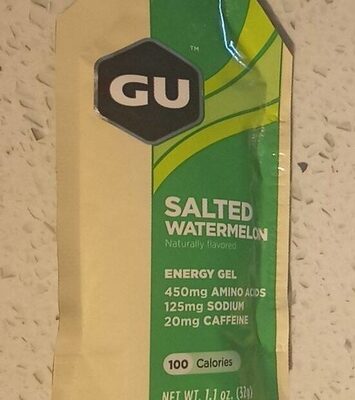 GU™
SALTED
WATERMELON
Naturally flavored
ENERGY GEL
450mg AMINO ACIDS
125mg SODIUM
20mg CAFFEINE
100 Calories
NET WT. 1.1 oz. (32g)